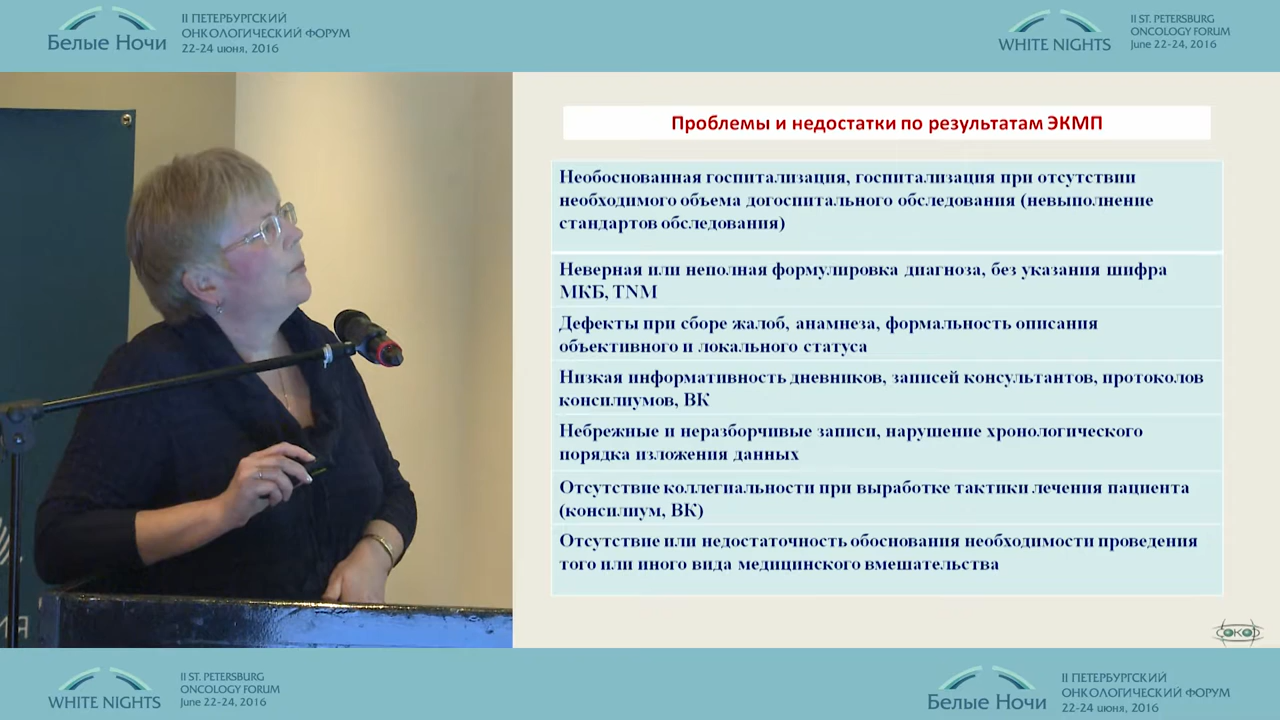 Белые Ночи
II ПЕТЕРБУРГСКИЙ
ОНКОЛОГИЧЕСКИЙ ФОРУМ
22-24 июня, 2016
WHITE NIGHTS
II ST. PETERSBURG
ONCOLOGY FORUM
June 22-24, 2016
Проблемы и недостатки по результатам ЭКМП
Необоснованная госпитализация, госпитализация при отсутствии
необходимого объема догоспитального обследования (невыполнение
стандартов обследования)
Неверная или неполная формулировка диагноза, без указания шифра
МКБ, TNM
Дефекты при сборе жалоб, анамнеза, формальность описания
объективного и локального статуса
Низкая информативность дневников, записей консультантов, протоколов
консилиумов, ВК
Небрежные и неразборчивые записи, нарушение хронологического
порядка изложения данных
Отсутствие коллегиальности при выработке тактики лечения пациента
(консилиум, ВК)
Отсутствие или недостаточность обоснования необходимости проведения
того или иного вида медицинского вмешательства
СОКОД
WHITE NIGHTS
II ST. PETERSBURG
ONCOLOGY FORUM
June 22-24, 2016
Белые Ночи
II ПЕТЕРБУРГСКИЙ
ОНКОЛОГИЧЕСКИЙ ФОРУМ
22-24 июня, 2016